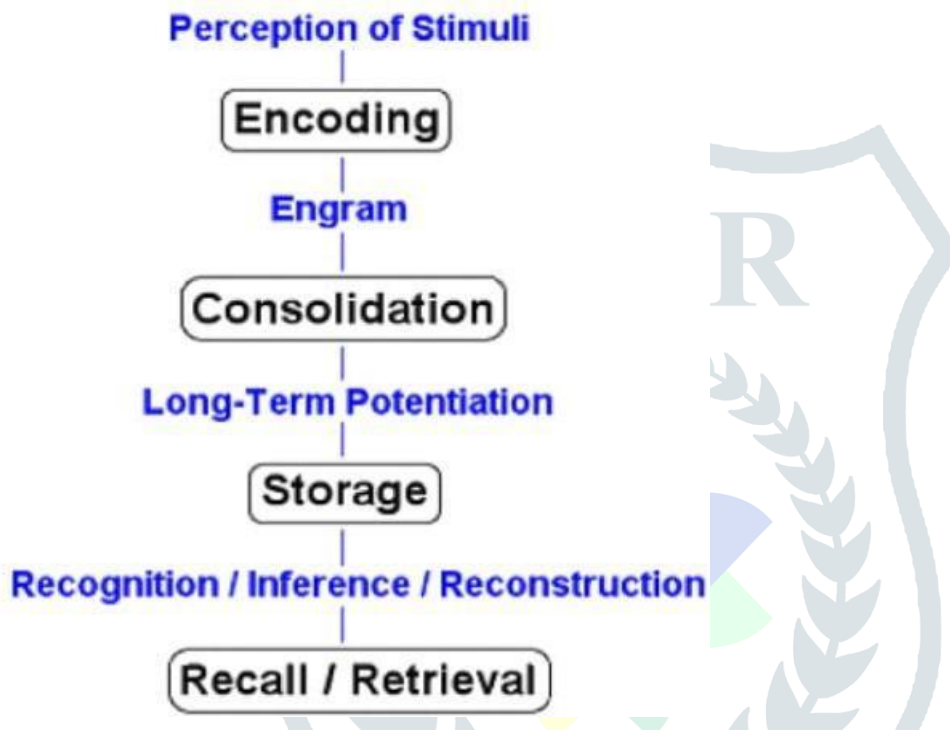 Perception of Stimuli
Encoding
Engram
Consolidation
Long-Term Potentiation
Storage
Recognition / Inference / Reconstruction
Recall / Retrieval
R